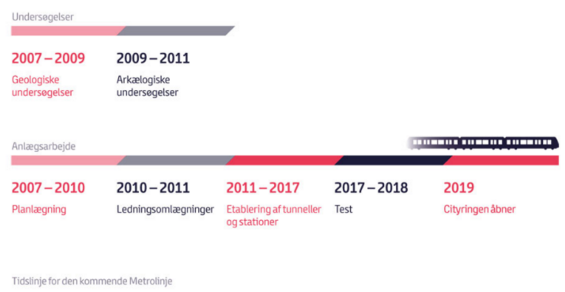 Undersøgelser
2007 – 2009
2009 – 2011
Geologiske
undersøgelser
Arkælogiske
undersøgelser
Anlægsarbejde
2007 – 2010
2010 – 2011
2011 – 2017
2017 – 2018
2019
Planlægning
Ledningsomlægninger
Etablering af tunneller
og stationer
Test
Cityringen åbner
Tidslinje for den kommende Metrolinje